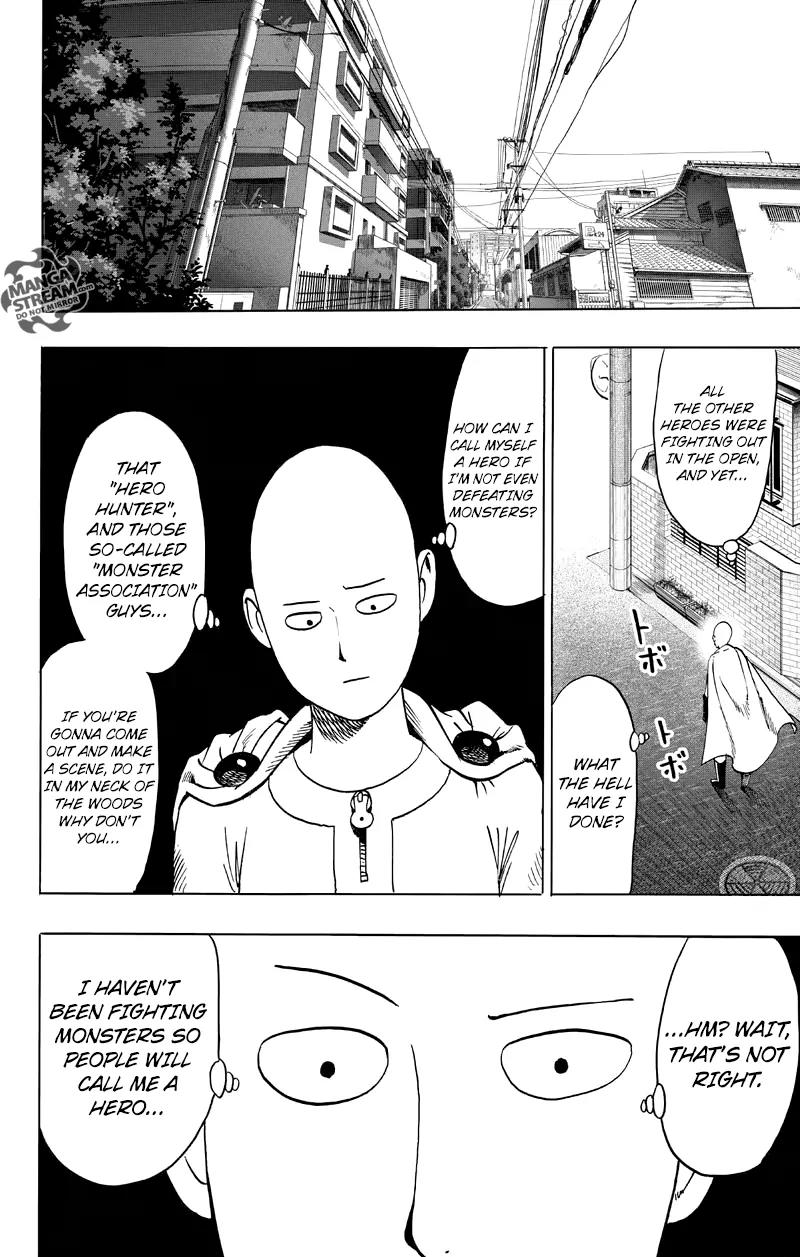 MANGA
STREAM.com
DO NOT MIRROR
ALL
THE OTHER
HEROES WERE
FIGHTING OUT
IN THE OPEN,
AND YET...
トボ
トボ
WHAT
THE HELL
HAVE I
DONE?
HOW CAN I
CALL MYSELF
A HERO IF
I'M NOT EVEN
DEFEATING
MONSTERS?
THAT
"HERO
HUNTER",
AND THOSE
SO-CALLED
"MONSTER
ASSOCIATION"
GUYS...
IF YOU'RE
GONNA COME
OUT AND MAKE
A SCENE, DO IT
IN MY NECK OF
THE WOODS
WHY DON'T
YOU...
...HM? WAIT,
THAT'S NOT
RIGHT.
I HAVEN'T
BEEN FIGHTING
MONSTERS SO
PEOPLE WILL
CALL ME A
HERO...